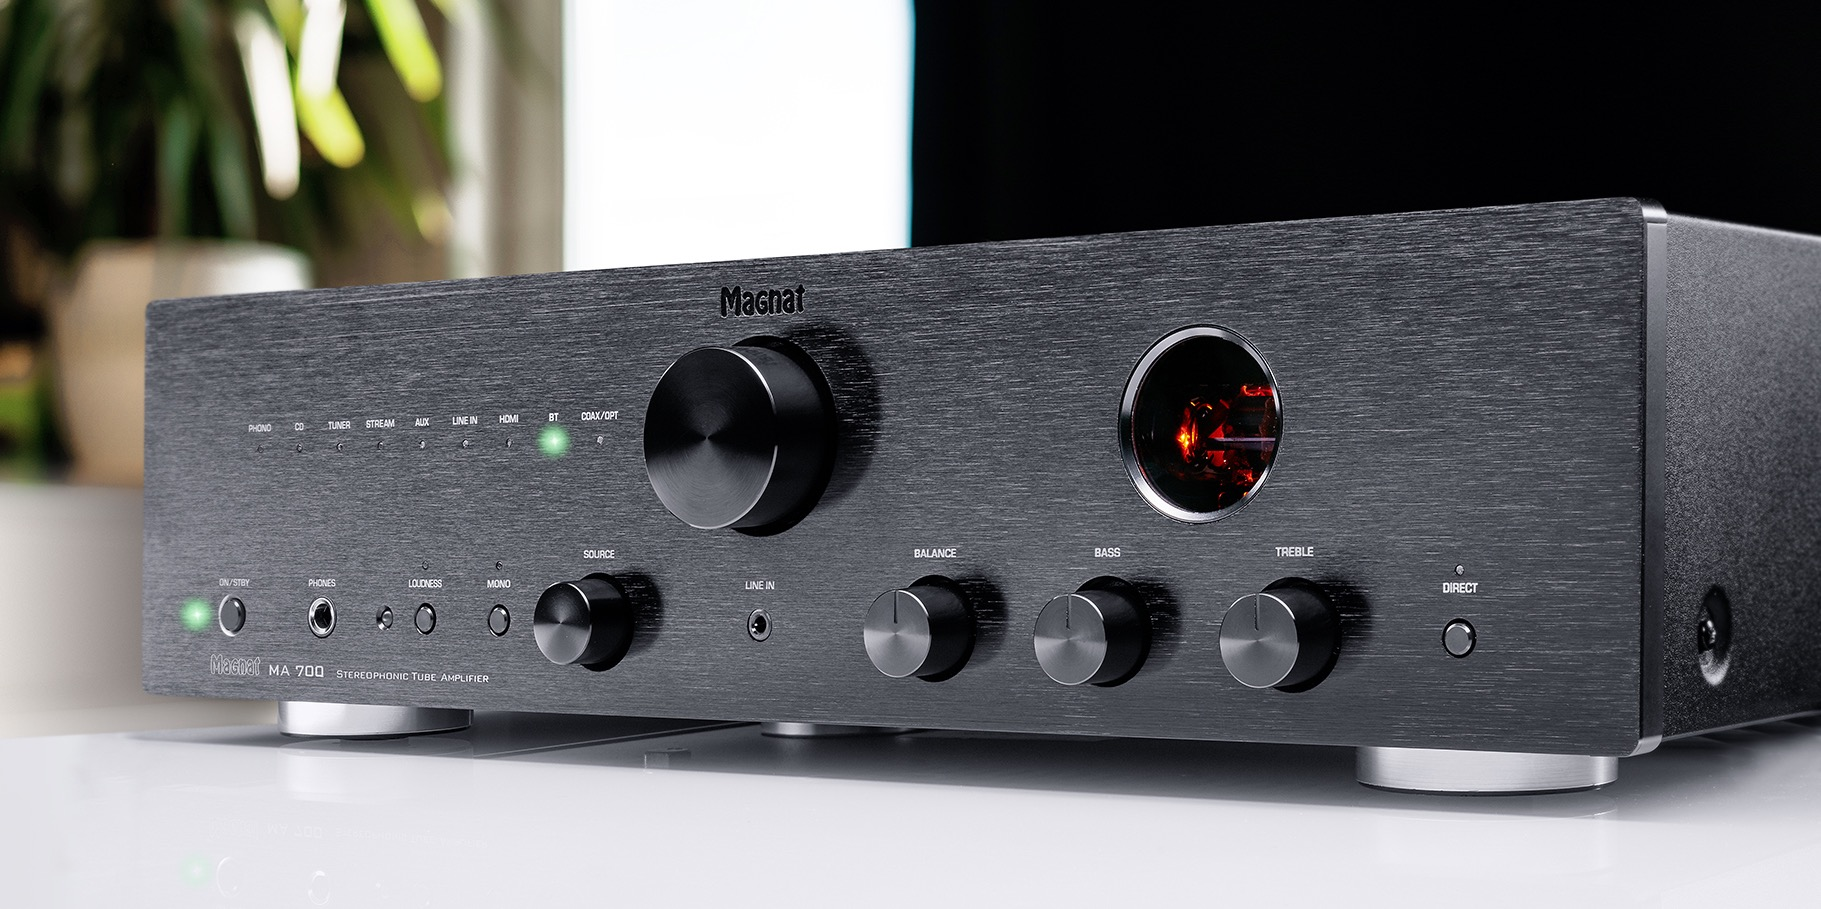 Magnat
PHONO CD TUNER STREAM AUX LINE IN HDMI BT COAX/OPT
SOURCE BALANCE BASS TREBLE
ON/STBY PHONES LOUDNESS MONO LINE IN DIRECT
Magnat MA 700 STEREOPHONIC TUBE AMPLIFIER